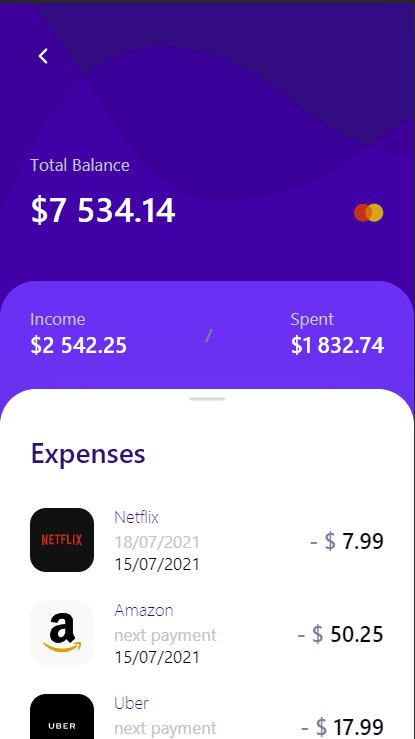 Total Balance
$7 534.14
Income
Spent
$2 542.25
/
$1 832.74
Expenses
NETFLIX
Netflix
18/07/2021
15/07/2021
- $ 7.99
a
Amazon
next payment
15/07/2021
- $ 50.25
UBER
Uber
next payment
- $ 17.99